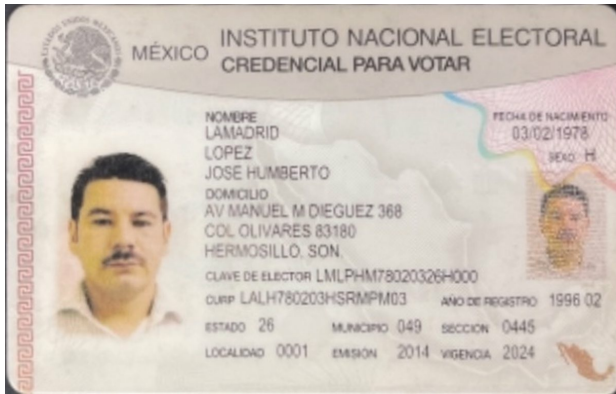 MÉXICO
INSTITUTO NACIONAL ELECTORAL
CREDENCIAL PARA VOTAR
NOMBRE
LAMADRID
LOPEZ
JOSE HUMBERTO
FECHA DE NACIMIENTO
03/02/1978
SEXO H
DOMICILIO
AV MANUEL M DIEGUEZ 368
COL OLIVARES 83180
HERMOSILLO, SON.
CLAVE DE ELECTOR LMLPHM78020326H000
CURP LALH780203HSRMPM03 AÑO DE REGISTRO 1996 02
ESTADO 26 MUNICIPIO 049 SECCION 0445
LOCALIDAD 0001 EMISIÓN 2014 VIGENCIA 2024